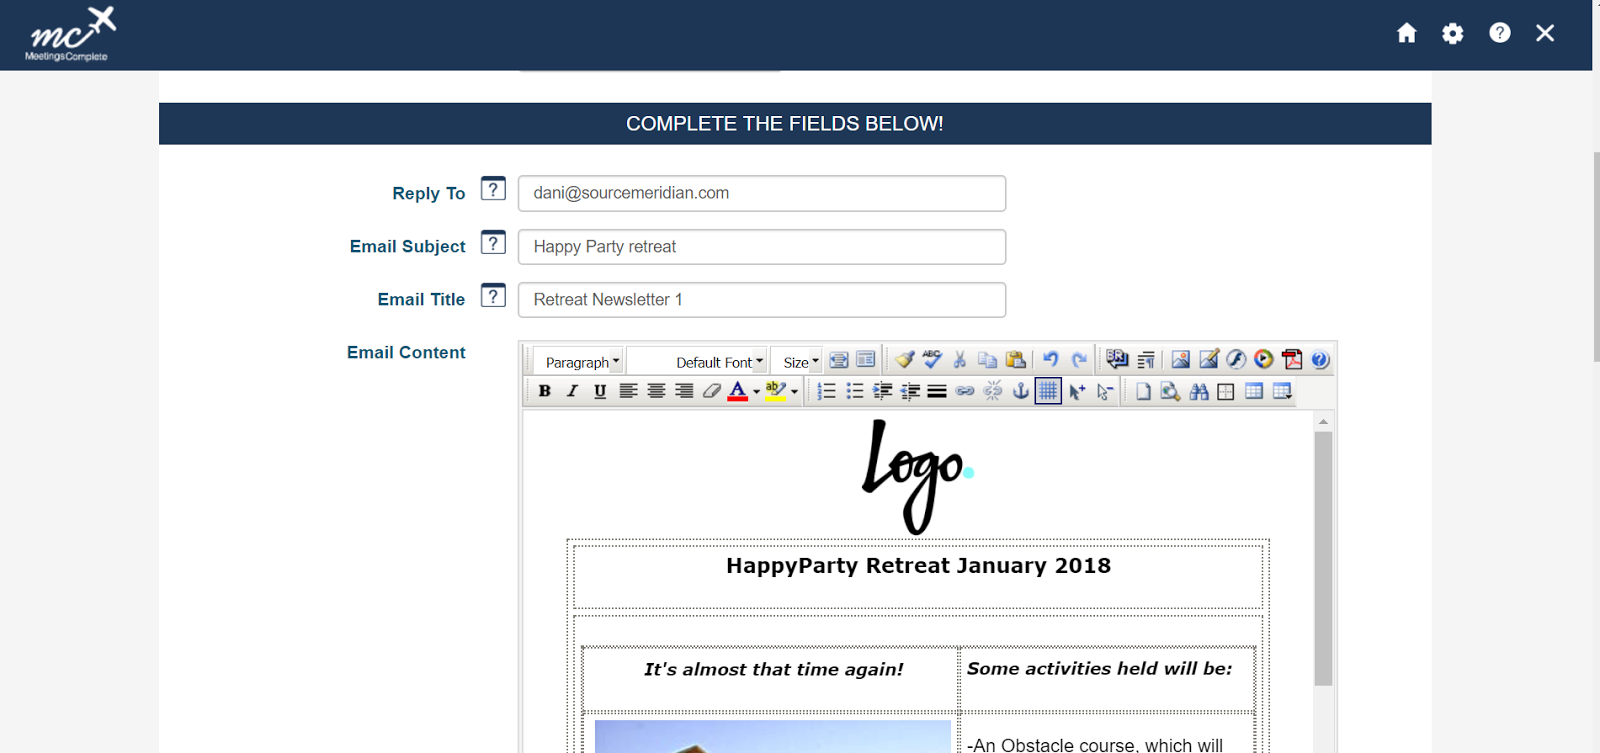 mc
MeetingsComplete
COMPLETE THE FIELDS BELOW!
Reply To ? dani@sourcemeridian.com
Email Subject ? Happy Party retreat
Email Title ? Retreat Newsletter 1
Email Content
Paragraph Default Font Size ABC
B I U A ab
Logo.
HappyParty Retreat January 2018
It's almost that time again! Some activities held will be:
-An Obstacle course, which will